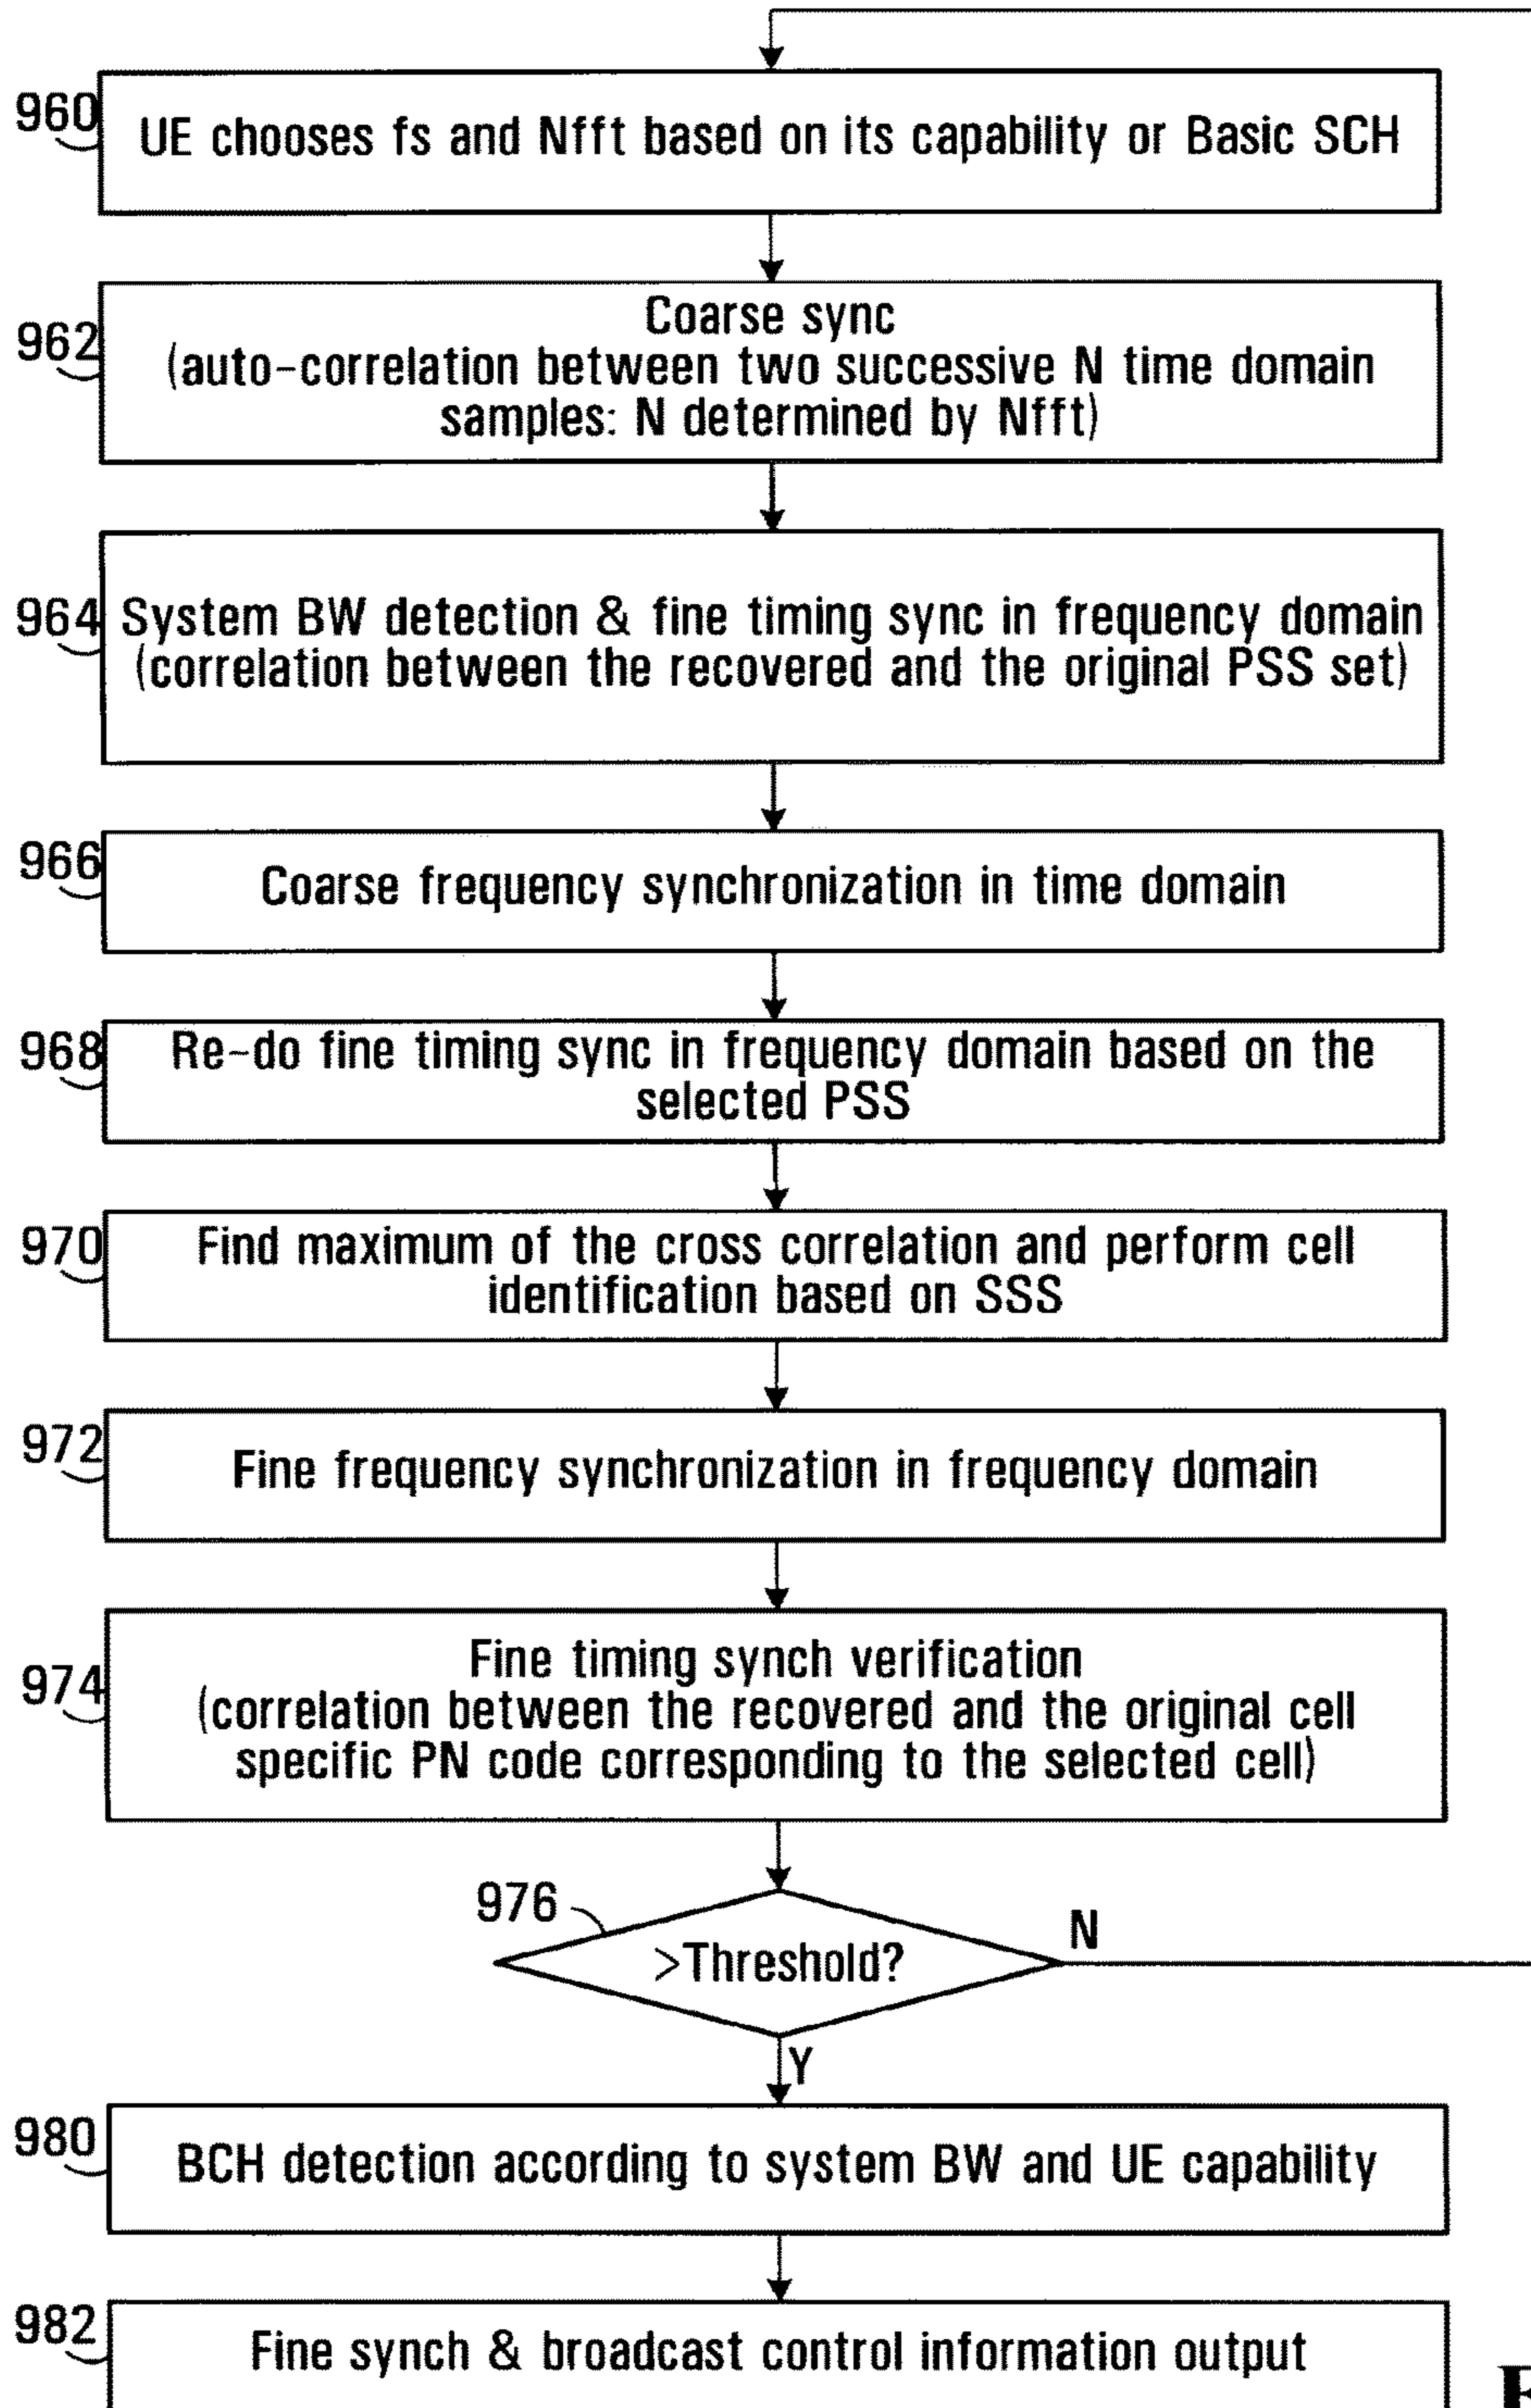 960
UE chooses fs and Nfft based on its capability or Basic SCH
962
Coarse sync
(auto-correlation between two successive N time domain
samples: N determined by Nfft)
964
System BW detection & fine timing sync in frequency domain
(correlation between the recovered and the original PSS set)
966
Coarse frequency synchronization in time domain
968
Re-do fine timing sync in frequency domain based on the
selected PSS
970
Find maximum of the cross correlation and perform cell
identification based on SSS
972
Fine frequency synchronization in frequency domain
974
Fine timing synch verification
(correlation between the recovered and the original cell
specific PN code corresponding to the selected cell)
976
>Threshold?
N
Y
980
BCH detection according to system BW and UE capability
982
Fine synch & broadcast control information output